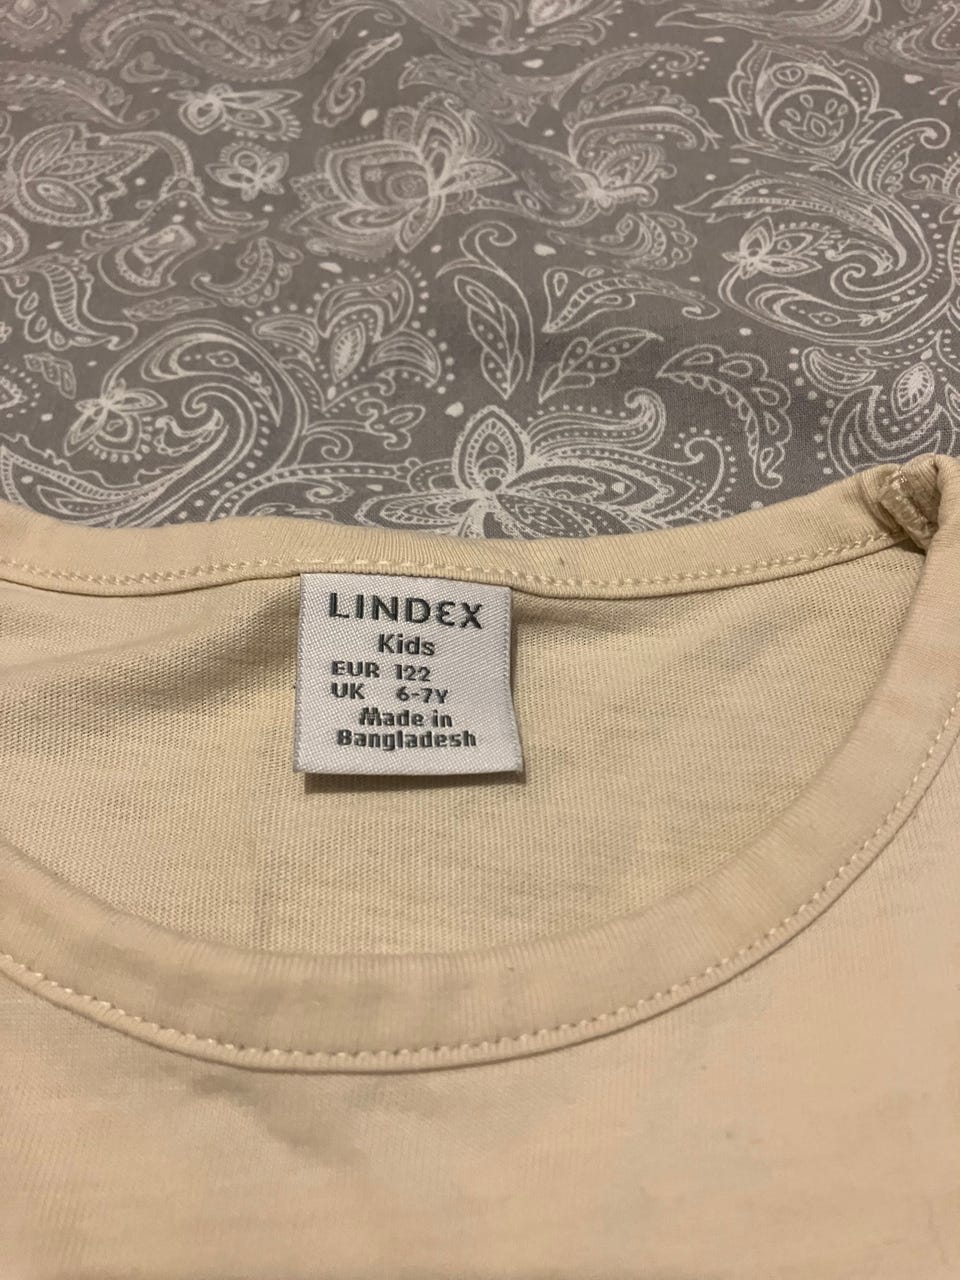 LINDEX
Kids
EUR 122
UK 6-7Y
Made in
Bangladesh